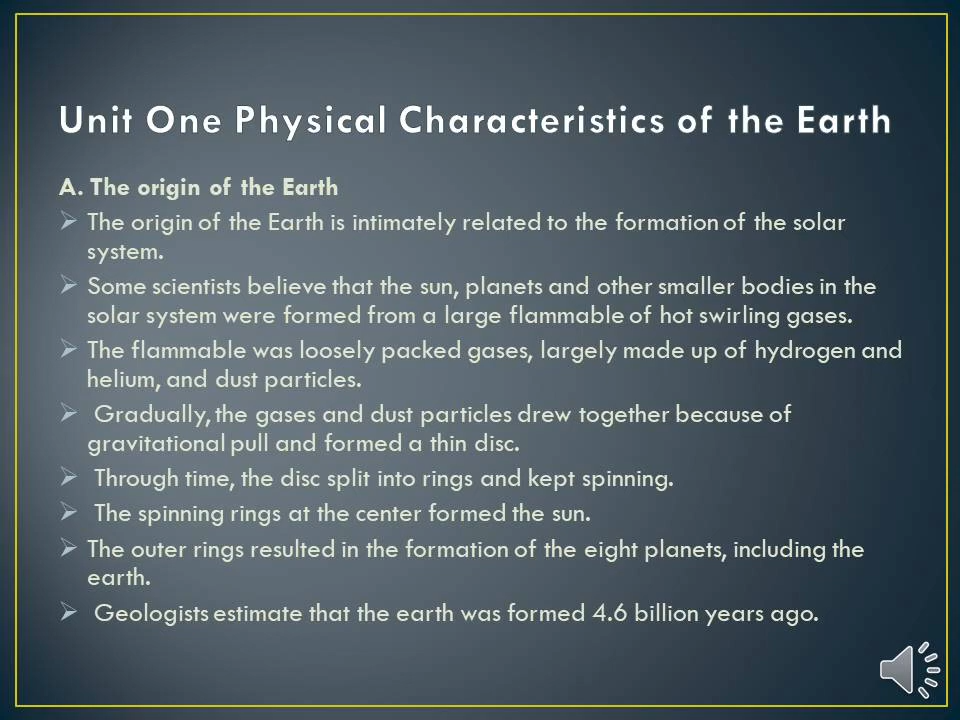 Unit One Physical Characteristics of the Earth
A. The origin of the Earth
➢ The origin of the Earth is intimately related to the formation of the solar
system.
➢ Some scientists believe that the sun, planets and other smaller bodies in the
solar system were formed from a large flammable of hot swirling gases.
➢ The flammable was loosely packed gases, largely made up of hydrogen and
helium, and dust particles.
➢ Gradually, the gases and dust particles drew together because of
gravitational pull and formed a thin disc.
➢ Through time, the disc split into rings and kept spinning.
➢ The spinning rings at the center formed the sun.
➢ The outer rings resulted in the formation of the eight planets, including the
earth.
➢ Geologists estimate that the earth was formed 4.6 billion years ago.